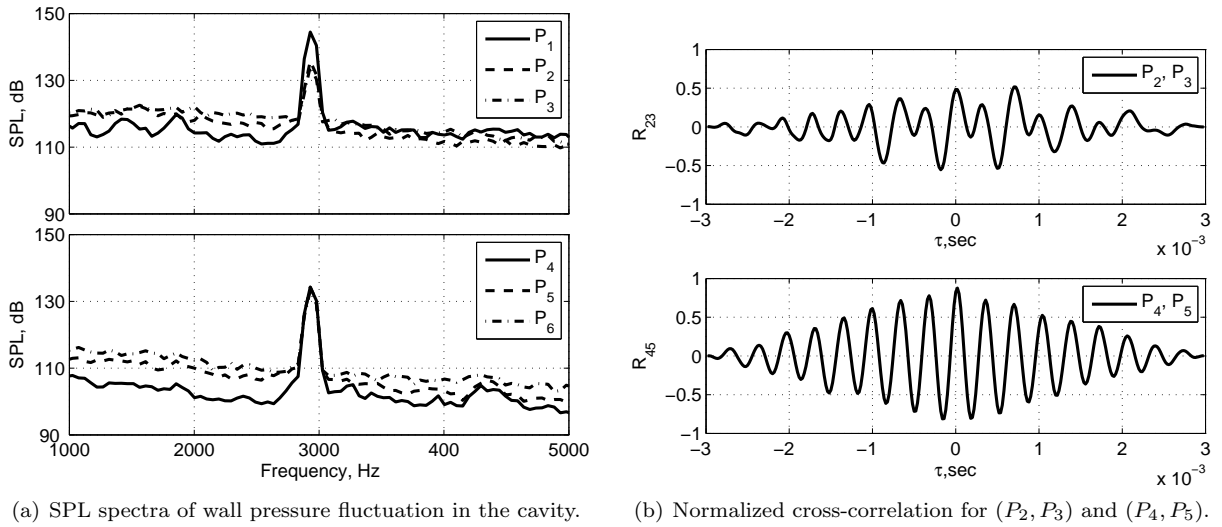 150
130
110
90
SPL, dB
P1
P2
P3
150
130
110
90
1000 2000 3000 4000 5000
SPL, dB
Frequency, Hz
P4
P5
P6
(a) SPL spectra of wall pressure fluctuation in the cavity.
1
0.5
0
−0.5
−1
R23
P2, P3
−3 −2 −1 0 1 2 3
τ,sec
x 10−3
1
0.5
0
−0.5
−1
R45
P4, P5
−3 −2 −1 0 1 2 3
τ,sec
x 10−3
(b) Normalized cross-correlation for (P2, P3) and (P4, P5).